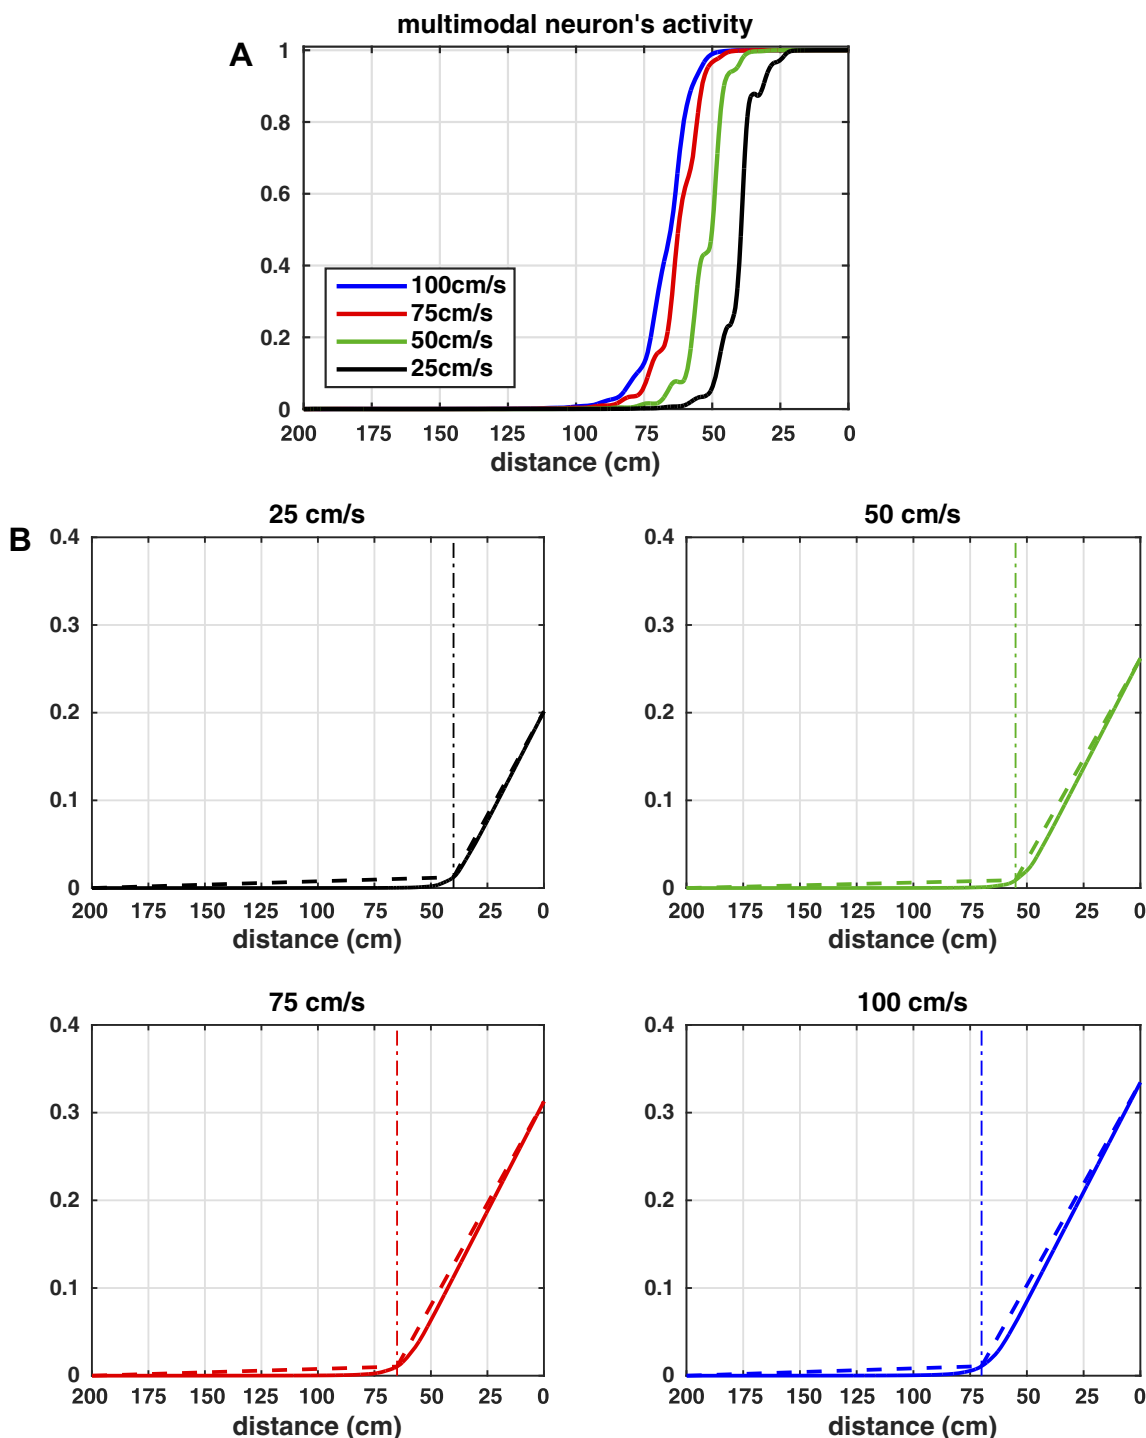 multimodal neuron's activity
A
1
0.8
0.6
0.4
0.2
0
100cm/s
75cm/s
50cm/s
25cm/s
200 175 150 125 100 75 50 25 0
distance (cm)
B
25 cm/s
0.4
0.3
0.2
0.1
0
200 175 150 125 100 75 50 25 0
distance (cm)
50 cm/s
0.4
0.3
0.2
0.1
0
200 175 150 125 100 75 50 25 0
distance (cm)
75 cm/s
0.4
0.3
0.2
0.1
0
200 175 150 125 100 75 50 25 0
distance (cm)
100 cm/s
0.4
0.3
0.2
0.1
0
200 175 150 125 100 75 50 25 0
distance (cm)